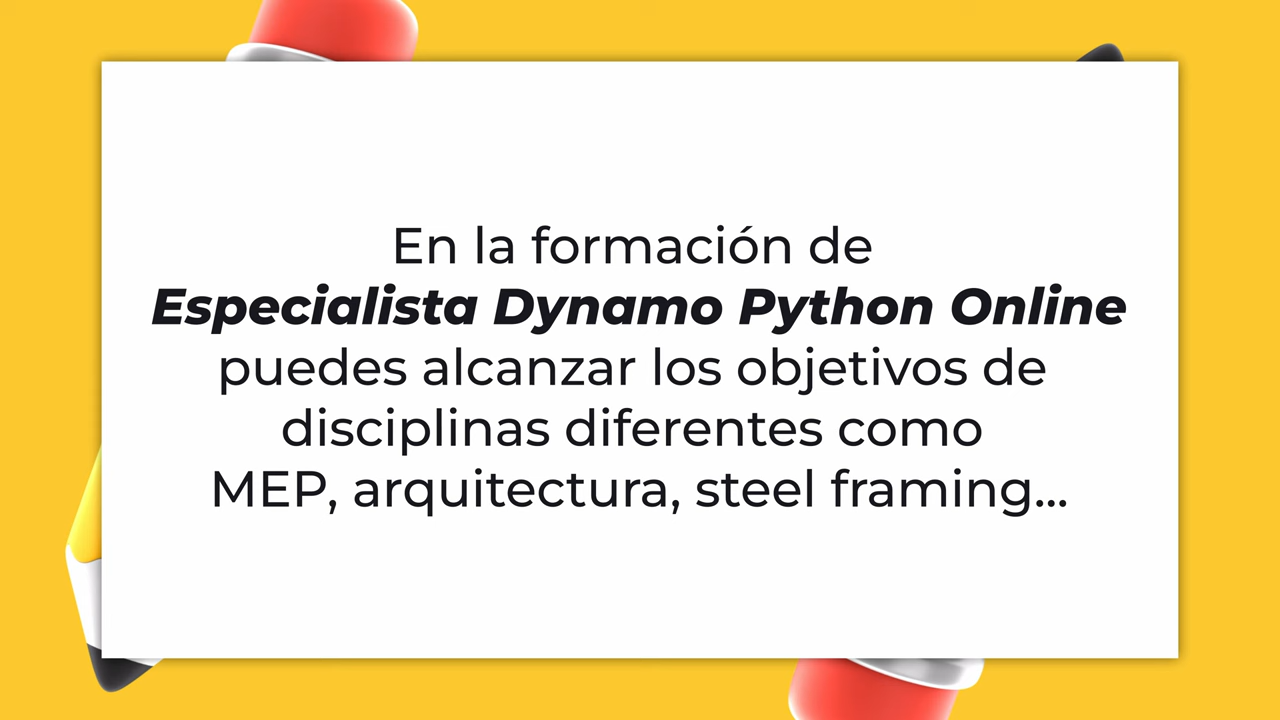 En la formación de
Especialista Dynamo Python Online
puedes alcanzar los objetivos de
disciplinas diferentes como
MEP, arquitectura, steel framing...